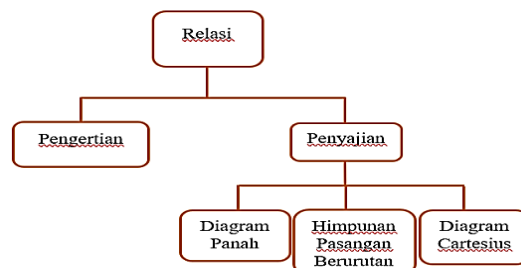 Relasi
Pengertian
Penyajian
Diagram
Panah
Himpunan
Pasangan
Berurutan
Diagram
Cartesius